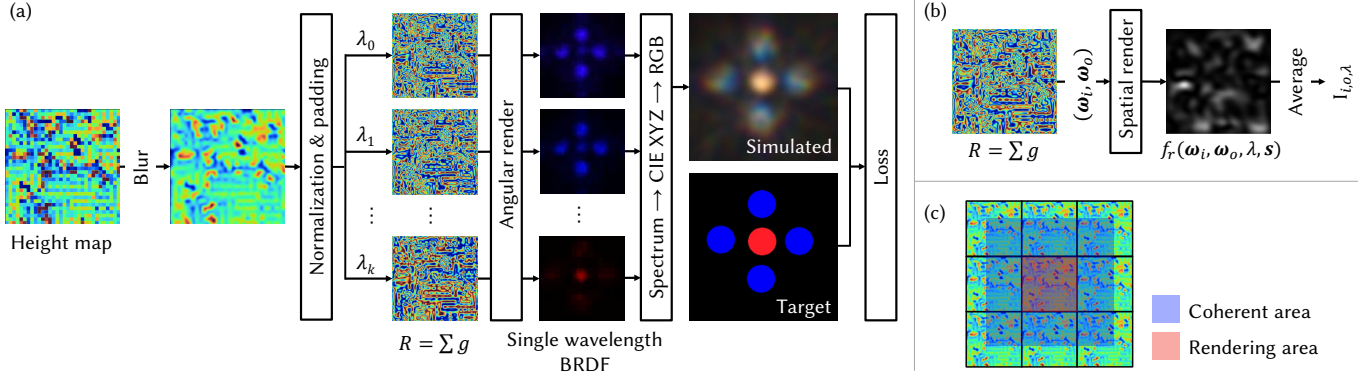 (a)
Height map
Blur
Normalization & padding
λ0
λ1
⋮
λk
⋮
R = ∑ g
Angular render
⋮
Single wavelength
BRDF
Spectrum → CIE XYZ → RGB
Simulated
Target
Loss
(b)
R = ∑ g
(ωi, ωo)
Spatial render
fr(ωi, ωo, λ, s)
Average
Ii,o,λ
(c)
Coherent area
Rendering area